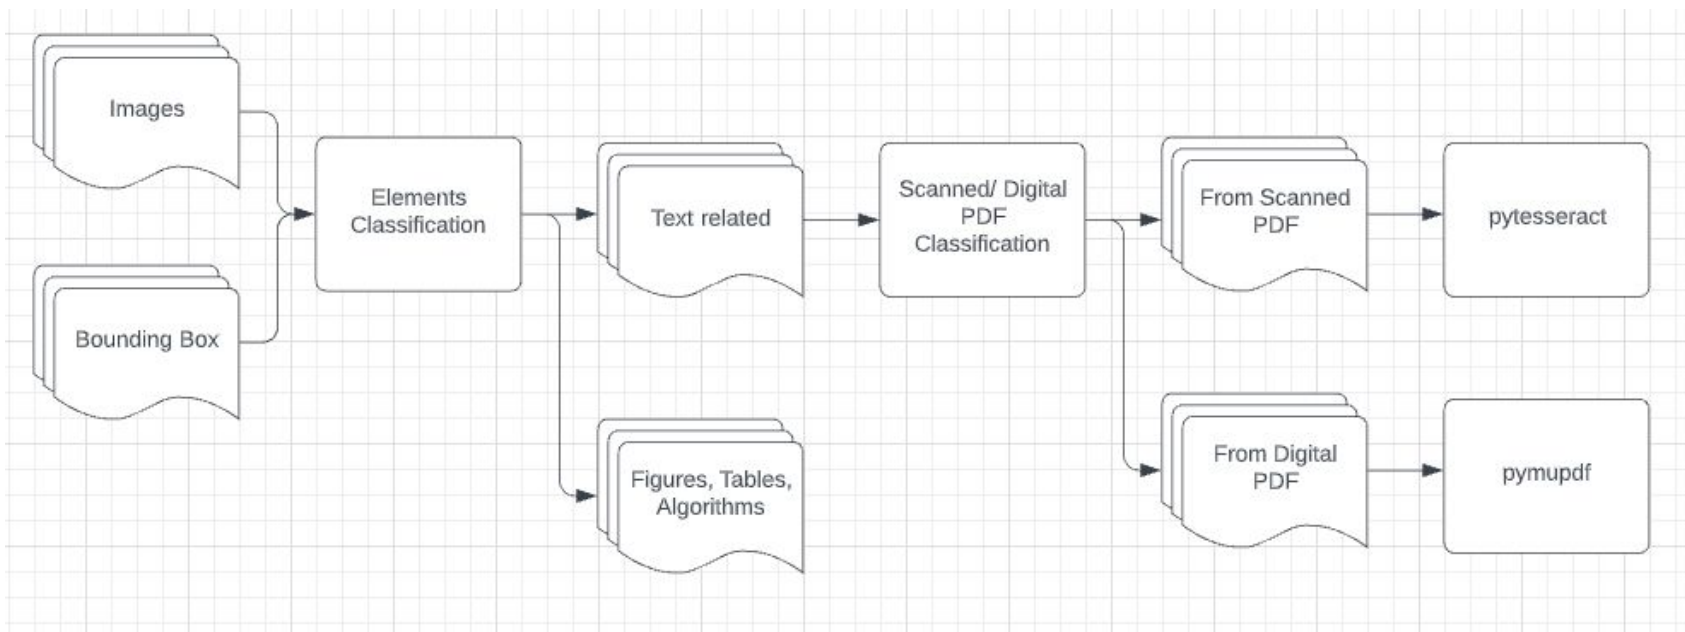 Images
Bounding Box
Elements
Classification
Text related
Figures, Tables,
Algorithms
Scanned/ Digital
PDF
Classification
From Scanned
PDF
pytesseract
From Digital
PDF
pymupdf